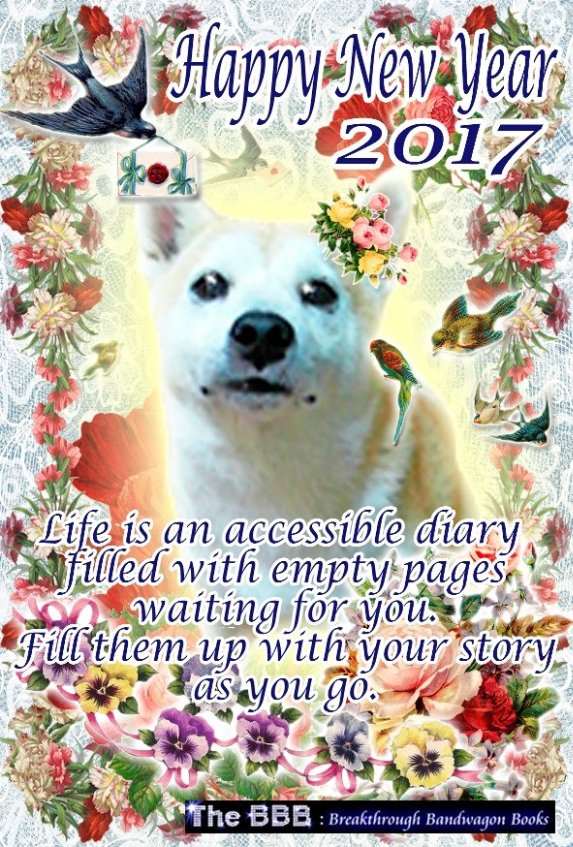 Happy New Year
2017
Life is an accessible diary
filled with empty pages
waiting for you.
Fill them up with your story
as you go.
The BBB : Breakthrough Bandwagon Books